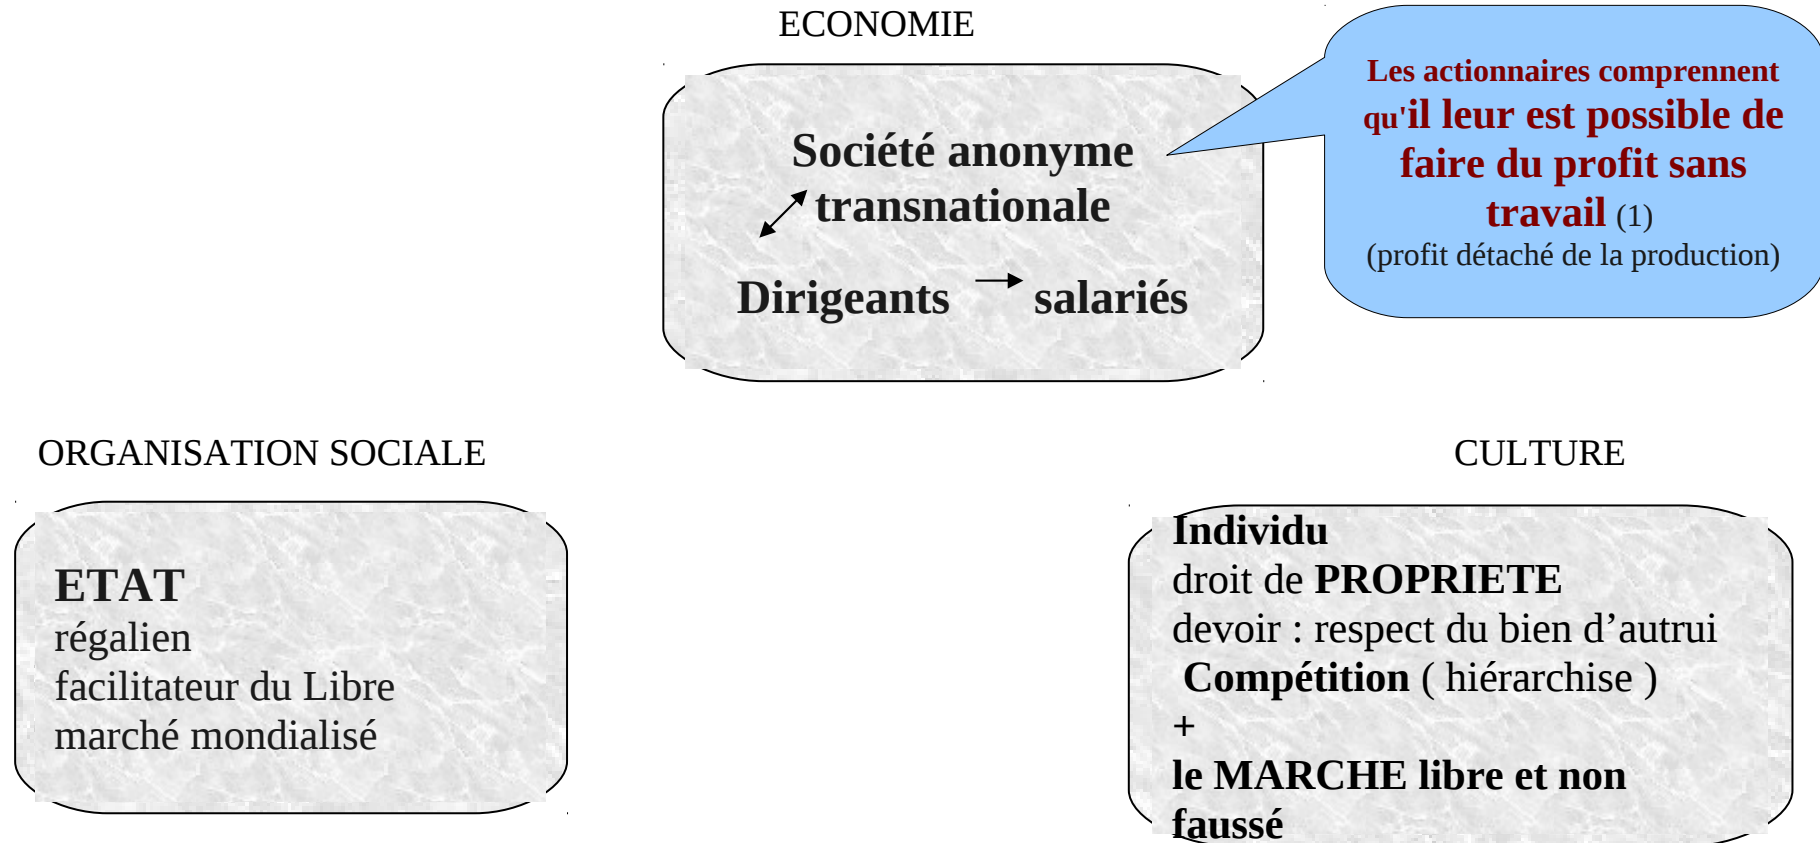 ECONOMIE
Société anonyme
transnationale
Dirigeants salariés
Les actionnaires comprennent
qu'il leur est possible de
faire du profit sans
travail (1)
(profit détaché de la production)
ORGANISATION SOCIALE
ETAT
régalien
facilitateur du Libre
marché mondialisé
CULTURE
Individu
droit de PROPRIETE
devoir : respect du bien d’autrui
Compétition ( hiérarchise )
+
le MARCHE libre et non
faussé